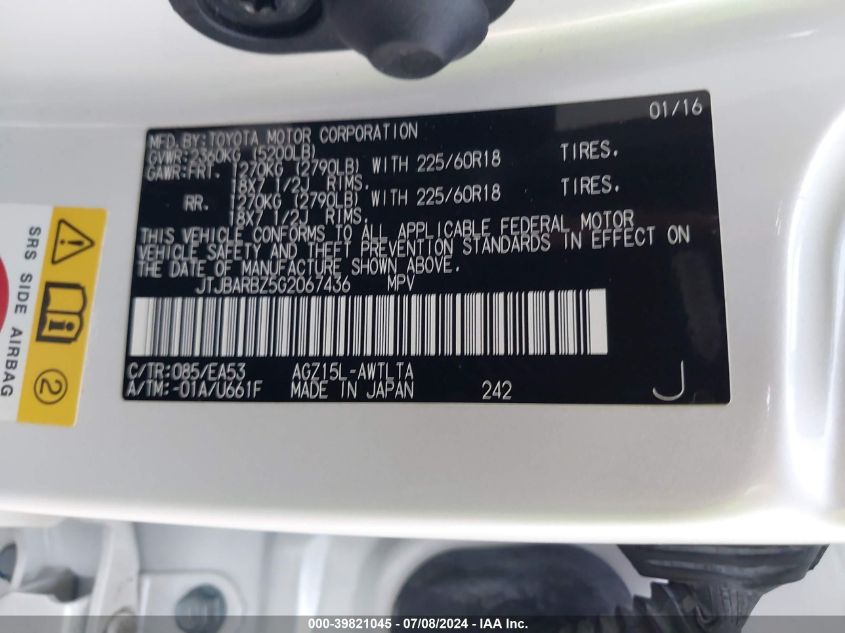 01/16
MFD.BY:TOYOTA MOTOR CORPORATION
GVWR:2360KG (5200LB)
GAWR:FRT. 1270KG (2790LB) WITH 225/60R18 TIRES.
18X7 1/2J RIMS.
RR. 1270KG (2790LB) WITH 225/60R18 TIRES.
18X7 1/2J RIMS.
THIS VEHICLE CONFORMS TO ALL APPLICABLE FEDERAL MOTOR
VEHICLE SAFETY AND THEFT PREVENTION STANDARDS IN EFFECT ON
THE DATE OF MANUFACTURE SHOWN ABOVE.
JTJBARBZ5G2067436 MPV
C/TR:085/EA53 AGZ15L-AWTLTA
A/TM:-01A/U661F MADE IN JAPAN 242 J
SRS SIDE AIRBAG
2
000-39821045 / 07/08/2024 - IAA Inc.